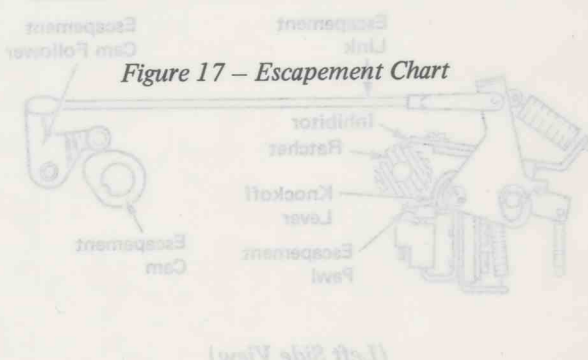 Escapement
Cam Follower
Escapement
Link
Figure 17 – Escapement Chart
Inhibitor
Ratchet
Knockoff
Lever
Escapement
Pawl
Escapement
Cam
(Left Side View)